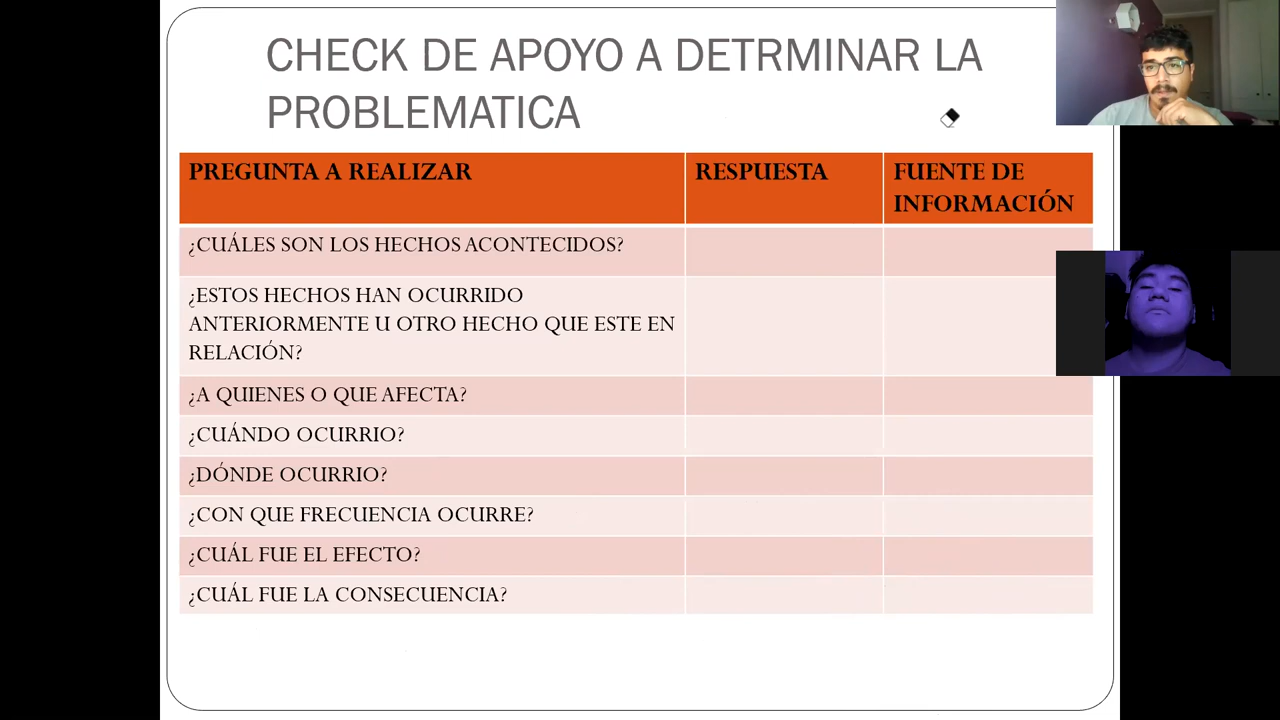 CHECK DE APOYO A DETRMINAR LA
PROBLEMATICA
PREGUNTA A REALIZAR
RESPUESTA
FUENTE DE
INFORMACIÓN
¿CUÁLES SON LOS HECHOS ACONTECIDOS?
¿ESTOS HECHOS HAN OCURRIDO
ANTERIORMENTE U OTRO HECHO QUE ESTE EN
RELACIÓN?
¿A QUIENES O QUE AFECTA?
¿CUÁNDO OCURRIO?
¿DÓNDE OCURRIO?
¿CON QUE FRECUENCIA OCURRE?
¿CUÁL FUE EL EFECTO?
¿CUÁL FUE LA CONSECUENCIA?